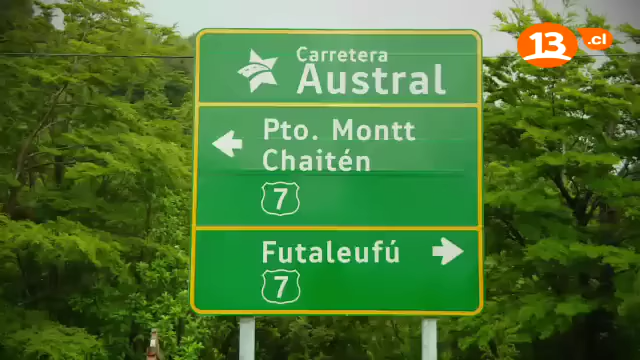 13.cl
Carretera
Austral
Pto. Montt
Chaitén
7
Futaleufú
7